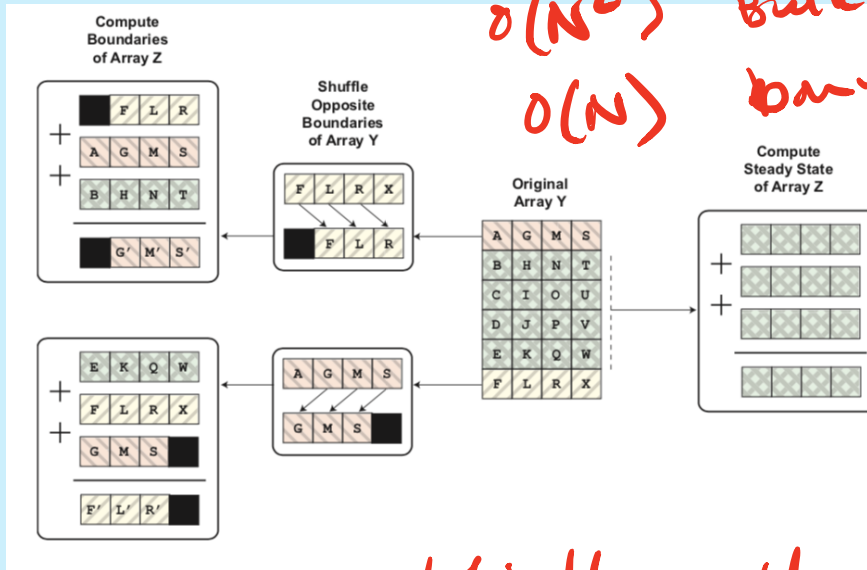 Compute
Boundaries
of Array Z
F L R
+
A G M S
+
B H N T
G' M' S'
E K Q W
+
F L R X
+
G M S
F' L' R'
Shuffle
Opposite
Boundaries
of Array Y
F L R X
F L R
A G M S
G M S
O(N
O(N)
Original
Array Y
A G M S
B H N T
C I O U
D J P V
E K Q W
F L R X
Compute
Steady State
of Array Z
+
+